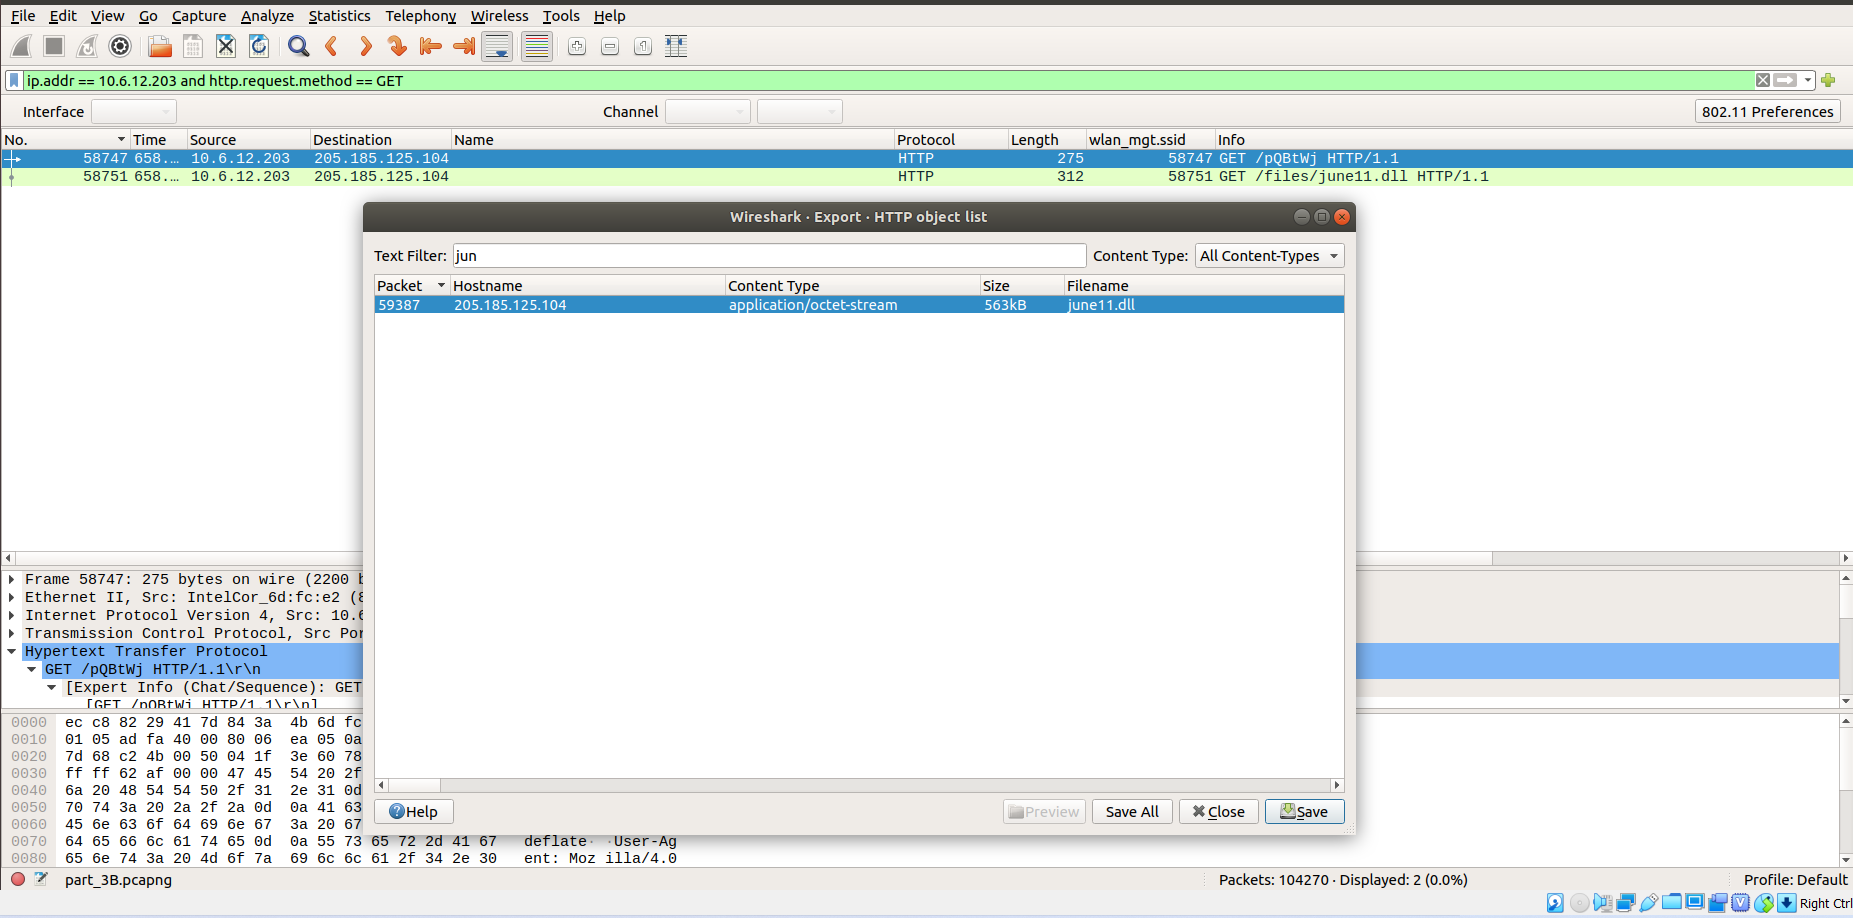 File Edit View Go Capture Analyze Statistics Telephony Wireless Tools Help
ip.addr == 10.6.12.203 and http.request.method == GET
Interface Channel 802.11 Preferences
No. Time Source Destination Name Protocol Length wlan_mgt.ssid Info
58747 658.… 10.6.12.203 205.185.125.104 HTTP 275 58747 GET /pQBtWj HTTP/1.1
58751 658.… 10.6.12.203 205.185.125.104 HTTP 312 58751 GET /files/june11.dll HTTP/1.1
Wireshark · Export · HTTP object list
Text Filter: jun Content Type: All Content-Types
Packet Hostname Content Type Size Filename
59387 205.185.125.104 application/octet-stream 563kB june11.dll
Help Preview Save All Close Save
Frame 58747: 275 bytes on wire (2200 b
Ethernet II, Src: IntelCor_6d:fc:e2 (8
Internet Protocol Version 4, Src: 10.6
Transmission Control Protocol, Src Por
Hypertext Transfer Protocol
GET /pQBtWj HTTP/1.1\r\n
[Expert Info (Chat/Sequence): GET
[GET /pQBtWj HTTP/1.1\r\n]
0000 ec c8 82 29 41 7d 84 3a 4b 6d fc
0010 01 05 ad fa 40 00 80 06 ea 05 0a
0020 7d 68 c2 4b 00 50 04 1f 3e 60 78
0030 ff ff 62 af 00 00 47 45 54 20 2f
0040 6a 20 48 54 54 50 2f 31 2e 31 0d
0050 70 74 3a 20 2a 2f 2a 0d 0a 41 63
0060 45 6e 63 6f 64 69 6e 67 3a 20 67
0070 64 65 66 6c 61 74 65 0d 0a 55 73 65 72 2d 41 67 deflate· ·User-Ag
0080 65 6e 74 3a 20 4d 6f 7a 69 6c 6c 61 2f 34 2e 30 ent: Moz illa/4.0
part_3B.pcapng Packets: 104270 · Displayed: 2 (0.0%) Profile: Default
Right Ctrl